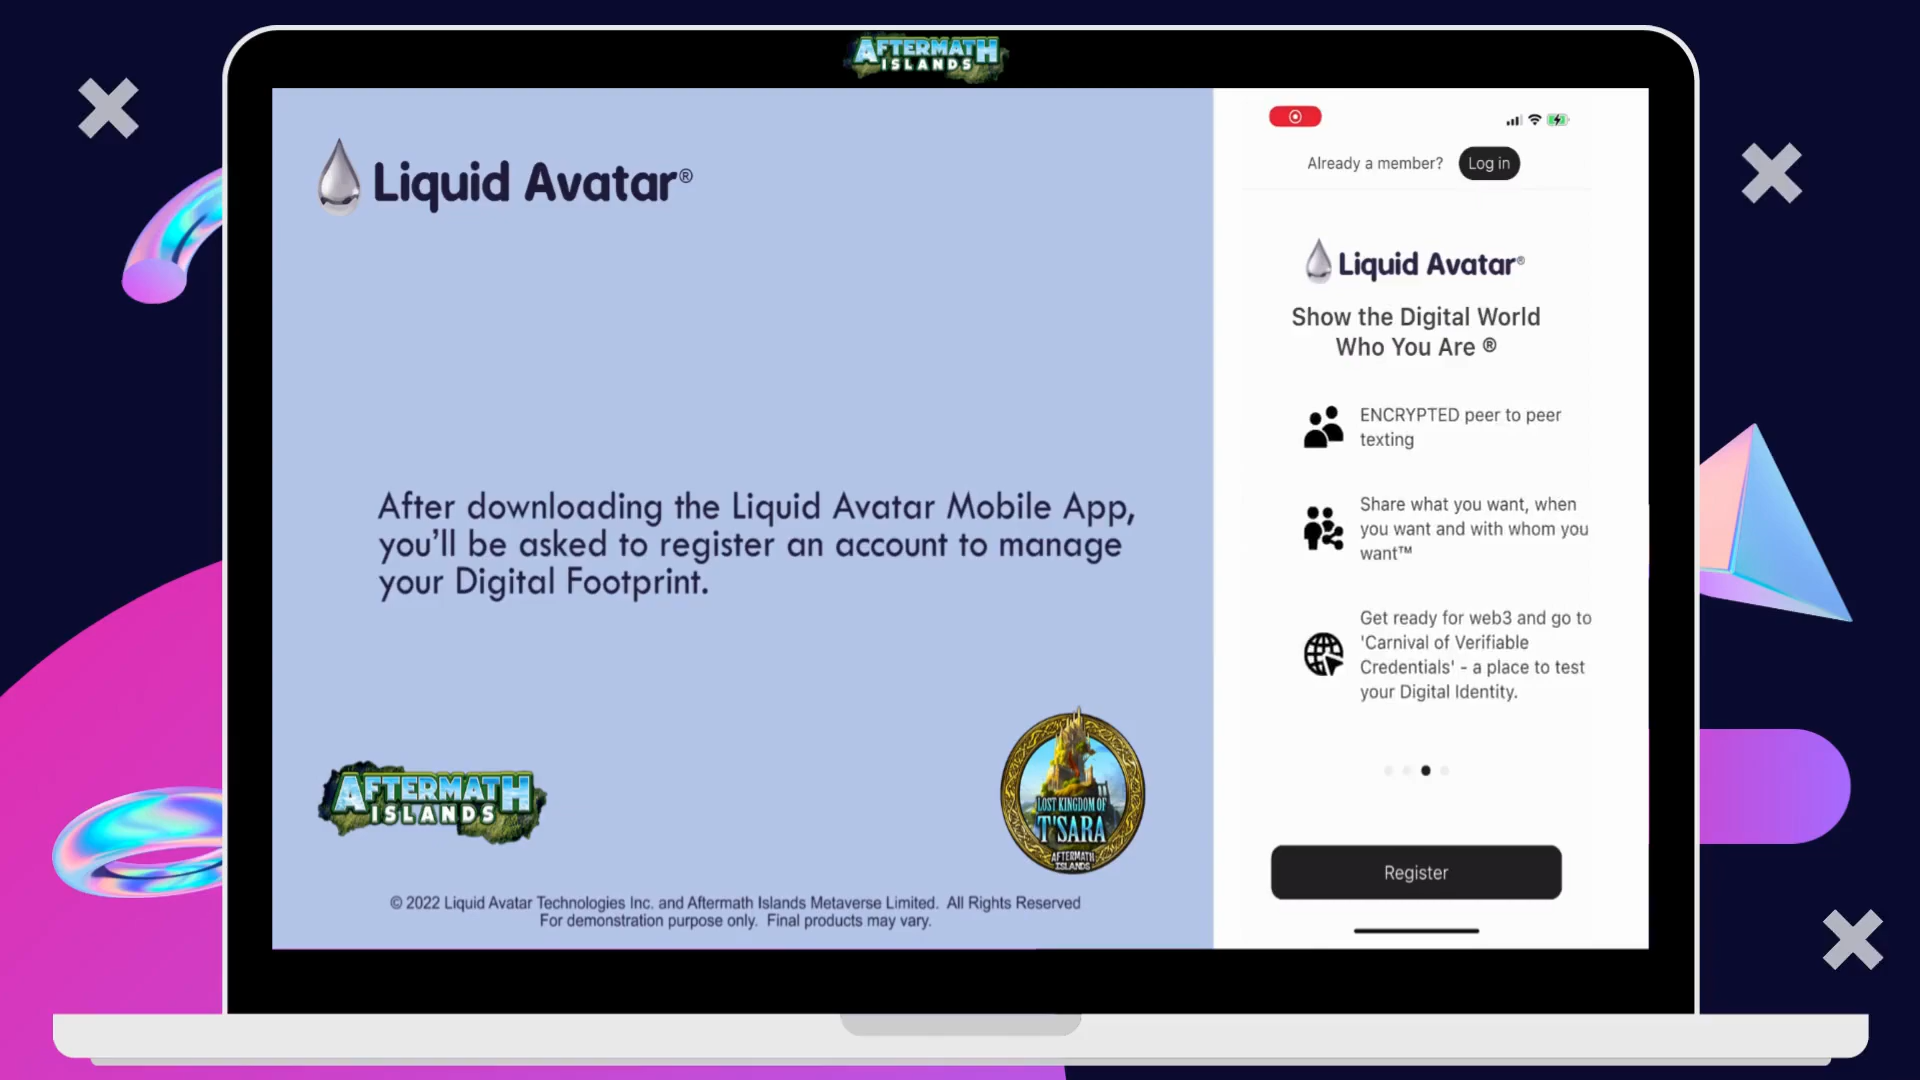 AFTERMATH
ISLANDS
Liquid Avatar®
After downloading the Liquid Avatar Mobile App,
you'll be asked to register an account to manage
your Digital Footprint.
AFTERMATH
ISLANDS
LOST KINGDOM OF
T'SARA
AFTERMATH
ISLANDS
© 2022 Liquid Avatar Technologies Inc. and Aftermath Islands Metaverse Limited. All Rights Reserved
For demonstration purpose only. Final products may vary.
Already a member? Log in
Liquid Avatar®
Show the Digital World
Who You Are ®
ENCRYPTED peer to peer
texting
Share what you want, when
you want and with whom you
want™
Get ready for web3 and go to
'Carnival of Verifiable
Credentials' - a place to test
your Digital Identity.
Register